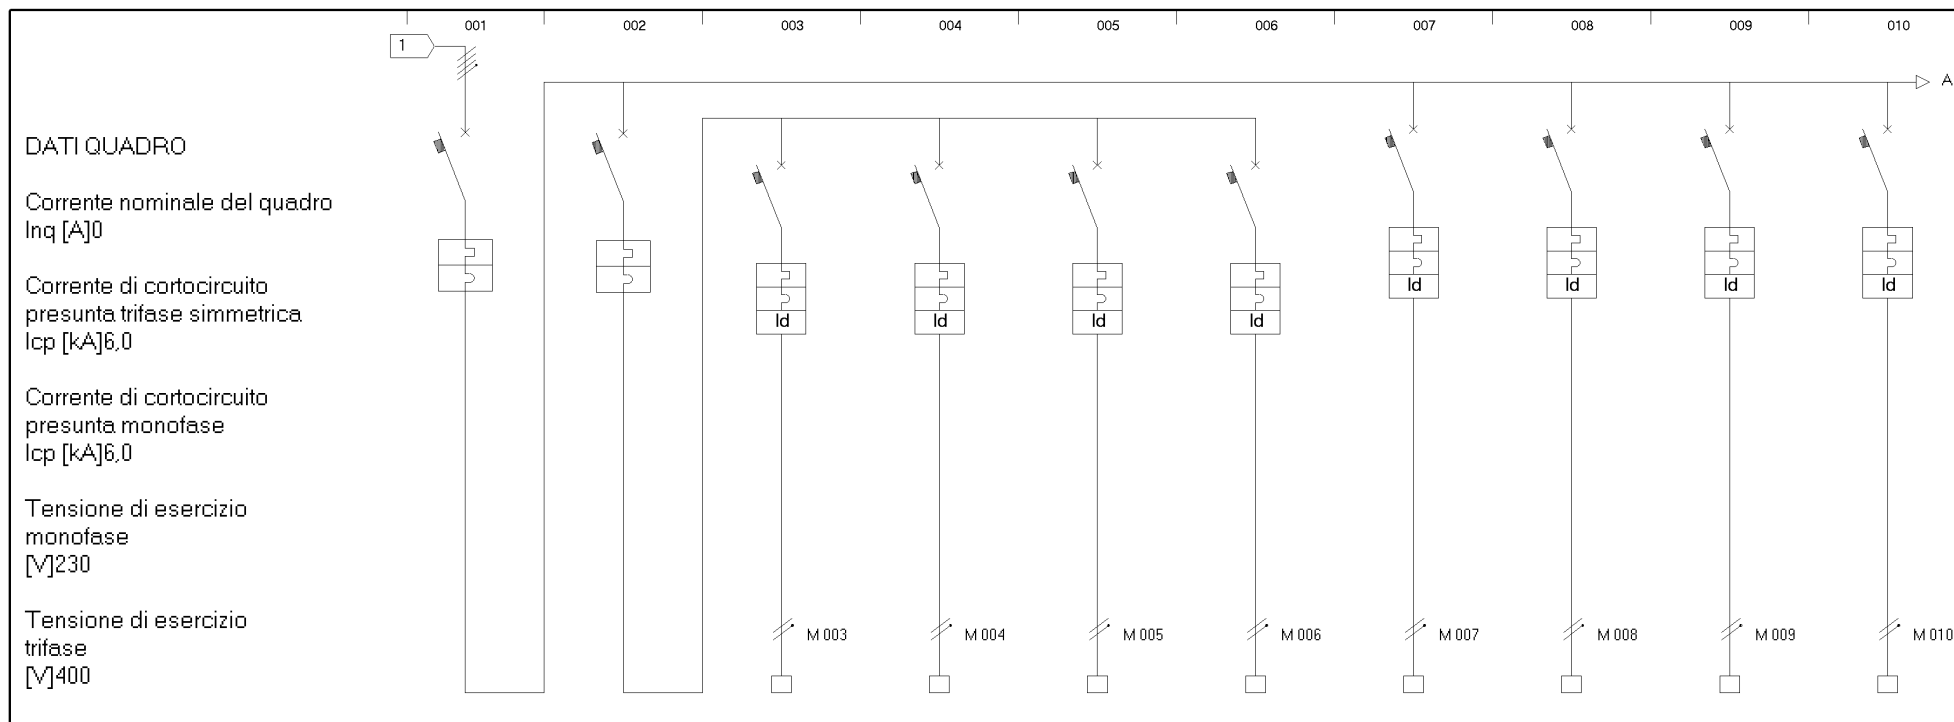 001 002 003 004 005 006 007 008 009 010
1
A
DATI QUADRO
Corrente nominale del quadro
Inq [A]0
Corrente di cortocircuito
presunta trifase simmetrica
Icp [kA]6,0
Corrente di cortocircuito
presunta monofase
Icp [kA]6,0
Tensione di esercizio
monofase
[V]230
Tensione di esercizio
trifase
[V]400
Id Id Id Id
Id Id Id Id
M 003 M 004 M 005 M 006 M 007 M 008 M 009 M 010